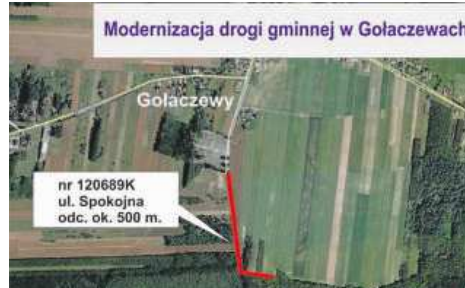 Modernizacja drogi gminnej w Gołaczewach
Gołaczewy
nr 120689K
ul. Spokojna
odc. ok. 500 m.